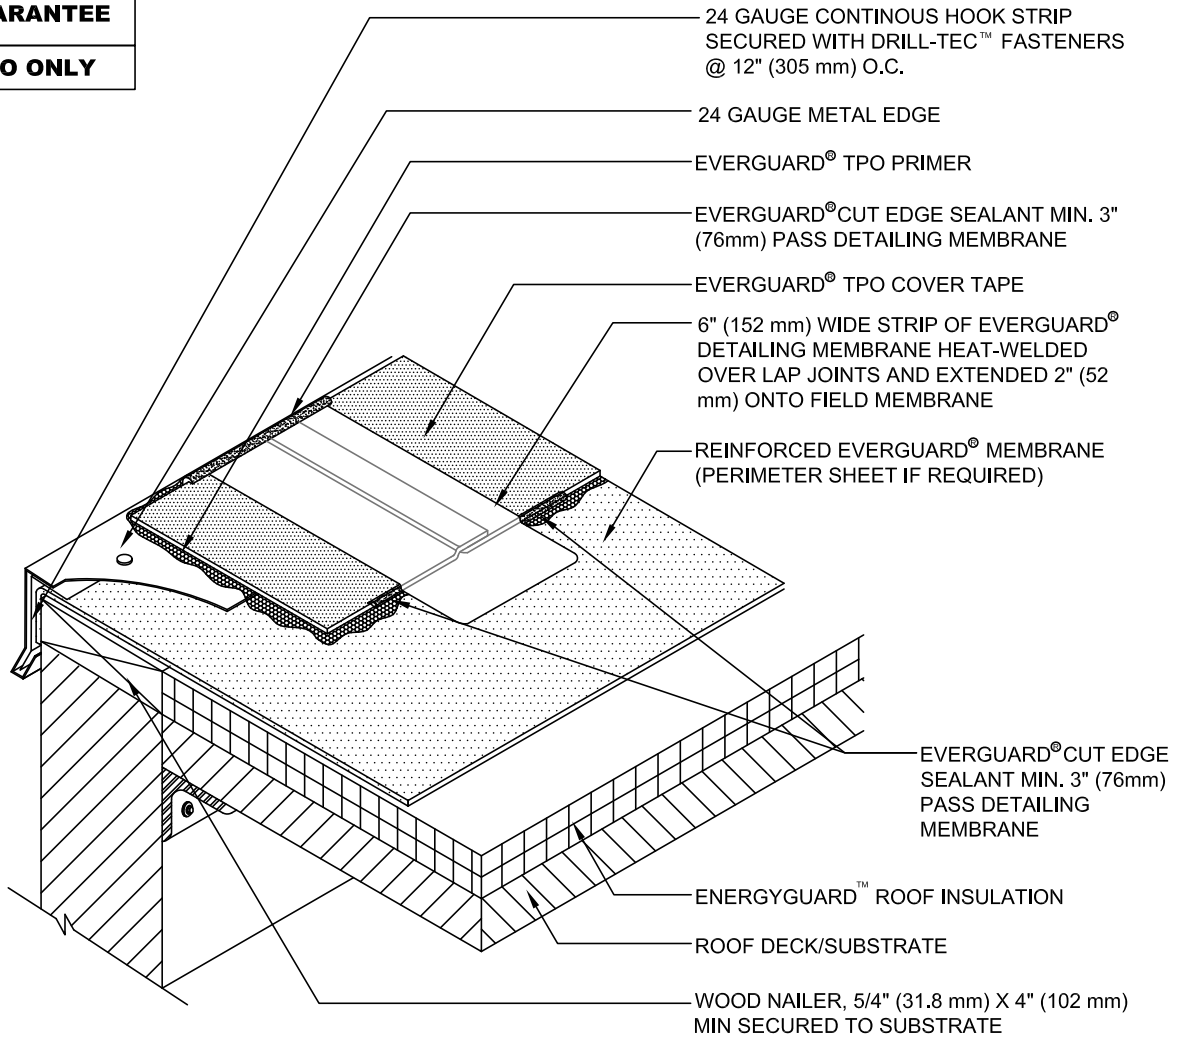 ARANTEE
O ONLY
24 GAUGE CONTINOUS HOOK STRIP
SECURED WITH DRILL-TEC™ FASTENERS
@ 12" (305 mm) O.C.
24 GAUGE METAL EDGE
EVERGUARD® TPO PRIMER
EVERGUARD® CUT EDGE SEALANT MIN. 3"
(76mm) PASS DETAILING MEMBRANE
EVERGUARD® TPO COVER TAPE
6" (152 mm) WIDE STRIP OF EVERGUARD®
DETAILING MEMBRANE HEAT-WELDED
OVER LAP JOINTS AND EXTENDED 2" (52
mm) ONTO FIELD MEMBRANE
REINFORCED EVERGUARD® MEMBRANE
(PERIMETER SHEET IF REQUIRED)
EVERGUARD® CUT EDGE
SEALANT MIN. 3" (76mm)
PASS DETAILING
MEMBRANE
ENERGYGUARD™ ROOF INSULATION
ROOF DECK/SUBSTRATE
WOOD NAILER, 5/4" (31.8 mm) X 4" (102 mm)
MIN SECURED TO SUBSTRATE